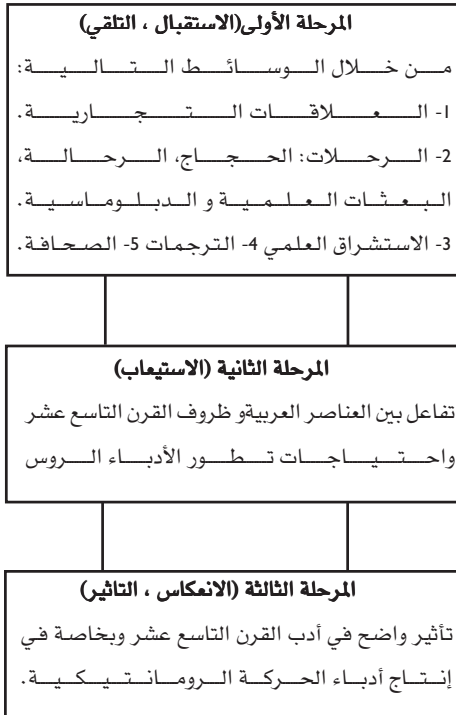 المرحلة الأولى(الاستقبال ، التلقي)
من خلال الوسائط التالية:
1- العلاقات التجارية.
2- الرحلات: الحجاج، الرحالة،
البعثات العلمية و الدبلوماسية.
3- الاستشراق العلمي 4- الترجمات 5- الصحافة.
المرحلة الثانية (الاستيعاب)
تفاعل بين العناصر العربيةو ظروف القرن التاسع عشر
واحتياجات تطور الأدباء الروس
المرحلة الثالثة (الانعكاس ، التاثير)
تأثير واضح في أدب القرن التاسع عشر وبخاصة في
إنتاج أدباء الحركة الرومانتيكية.